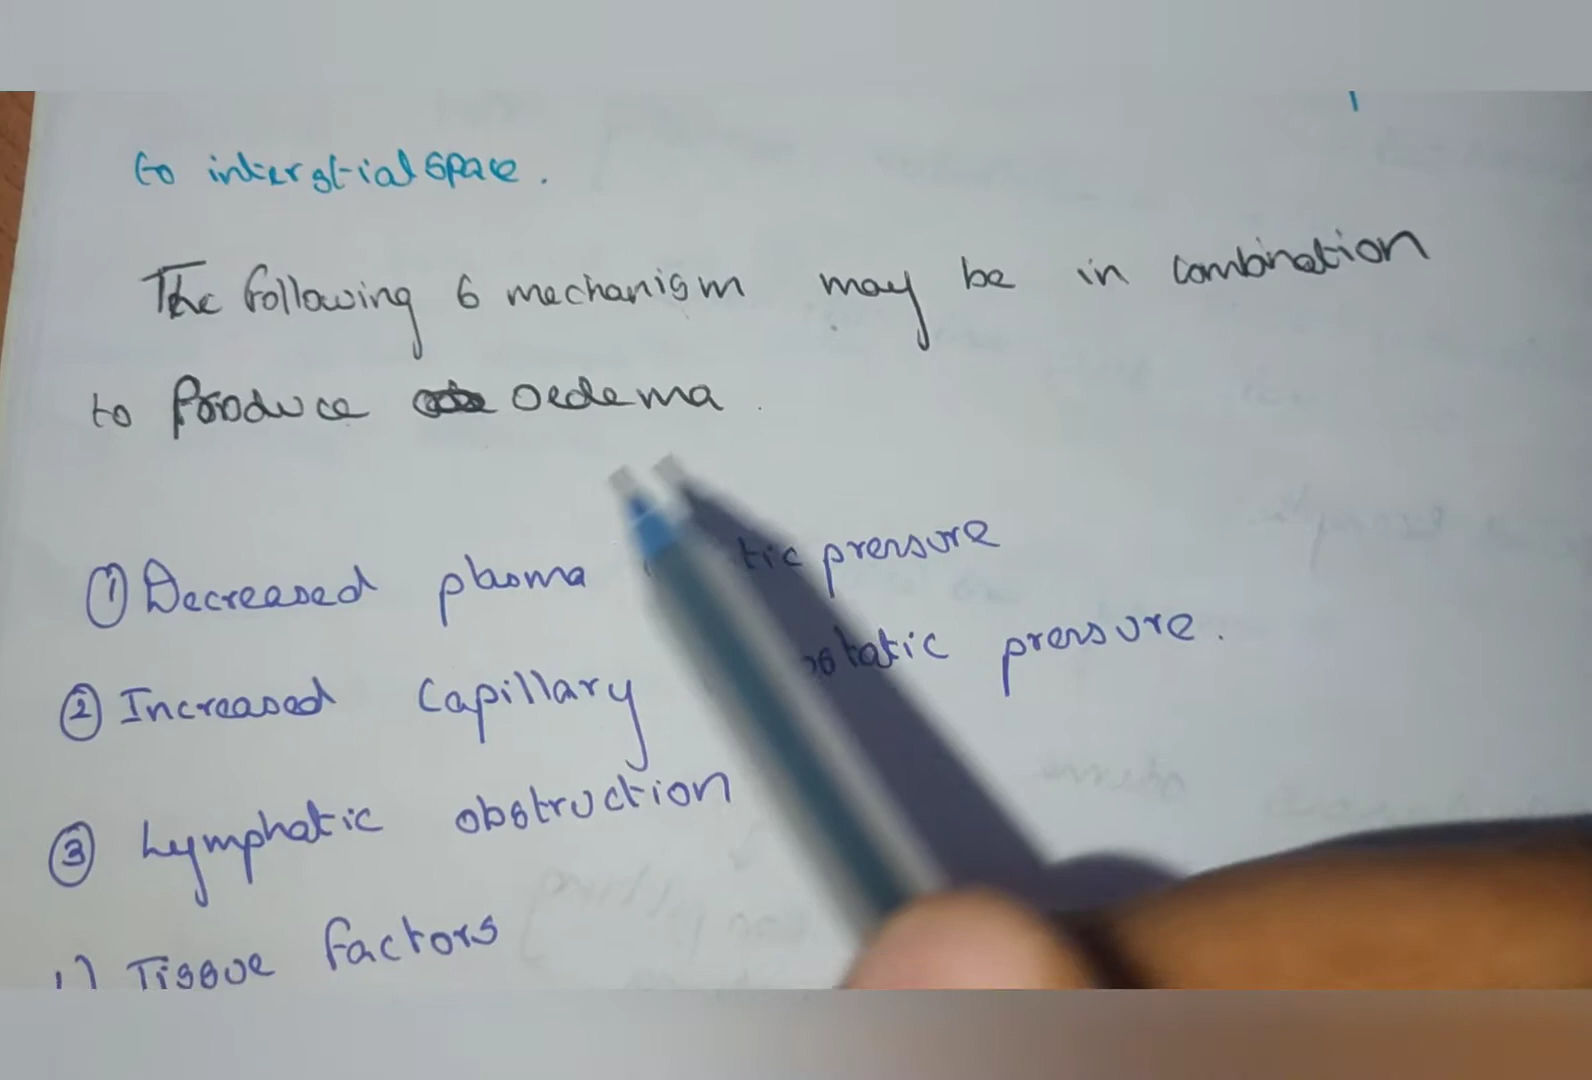 to interstial space.
The following 6 mechanism may be in combination
to Produce oedema.
① Decreased plasma tic pressure
② Increased Capillary static pressure.
③ Lymphatic obstruction
Tissue factors